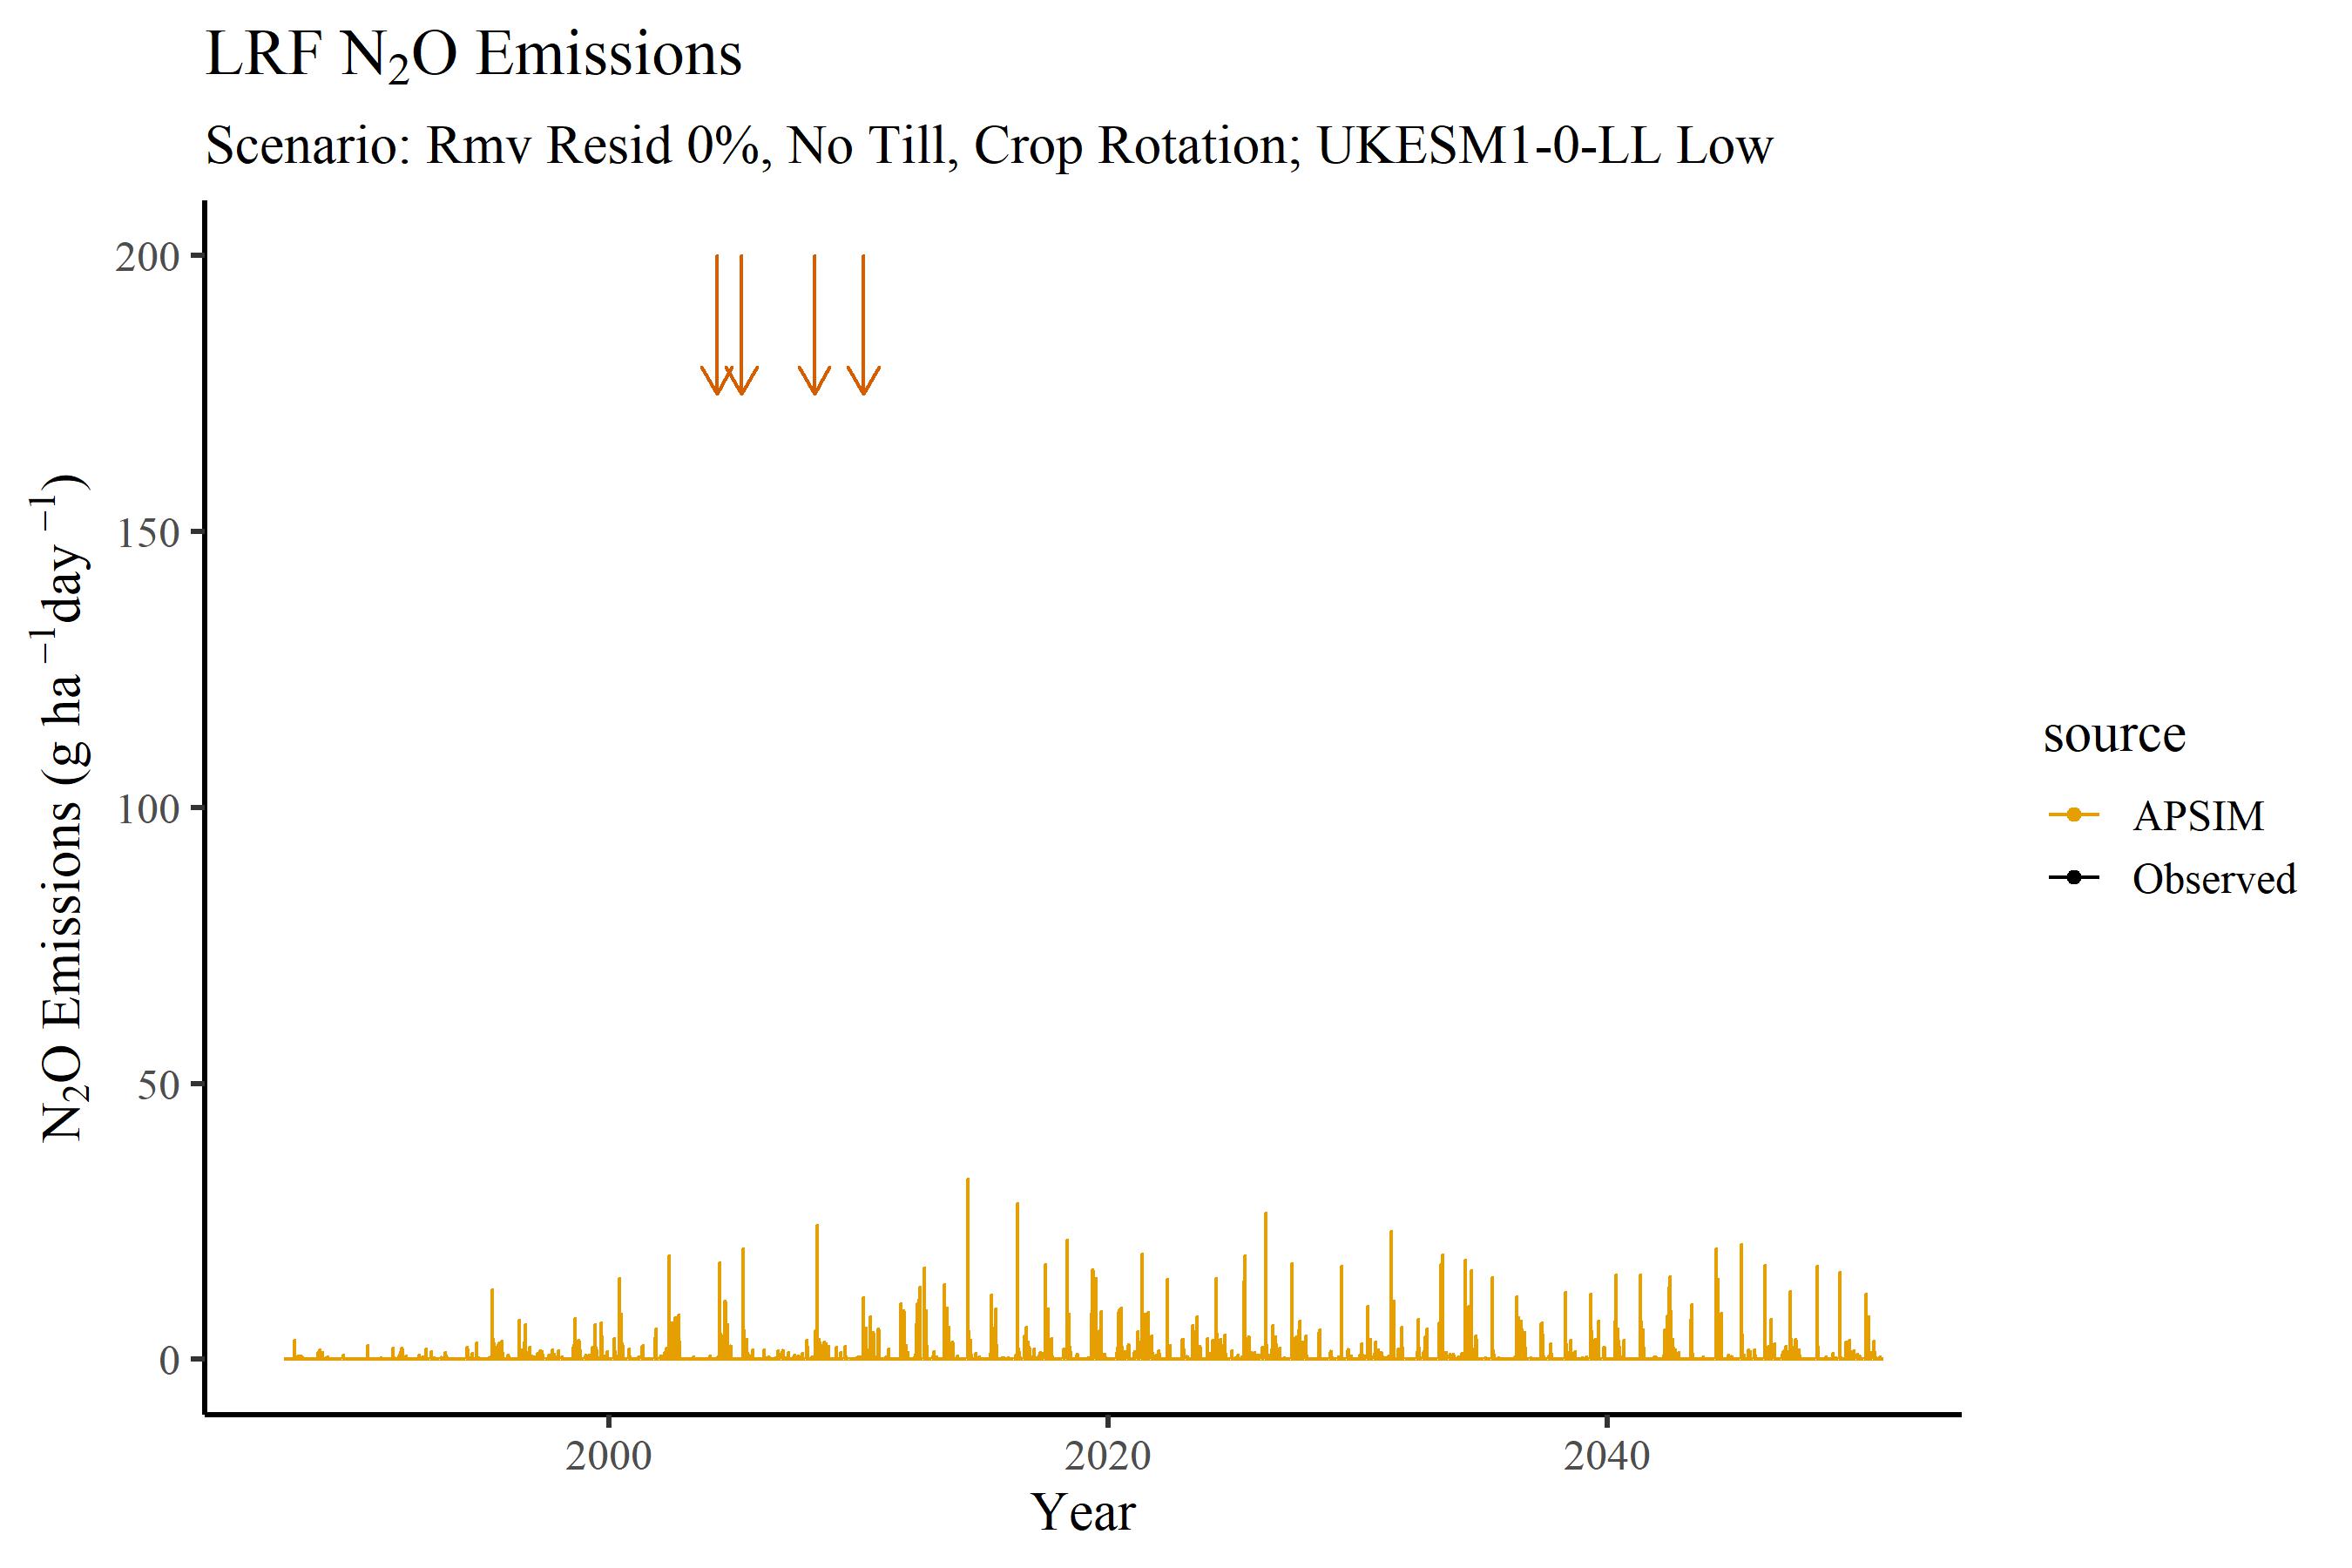 LRF N₂O Emissions
Scenario: Rmv Resid 0%, No Till, Crop Rotation; UKESM1-0-LL Low
N₂O Emissions (g ha ⁻¹day ⁻¹)
200
150
100
50
0
2000
2020
2040
Year
source
APSIM
Observed